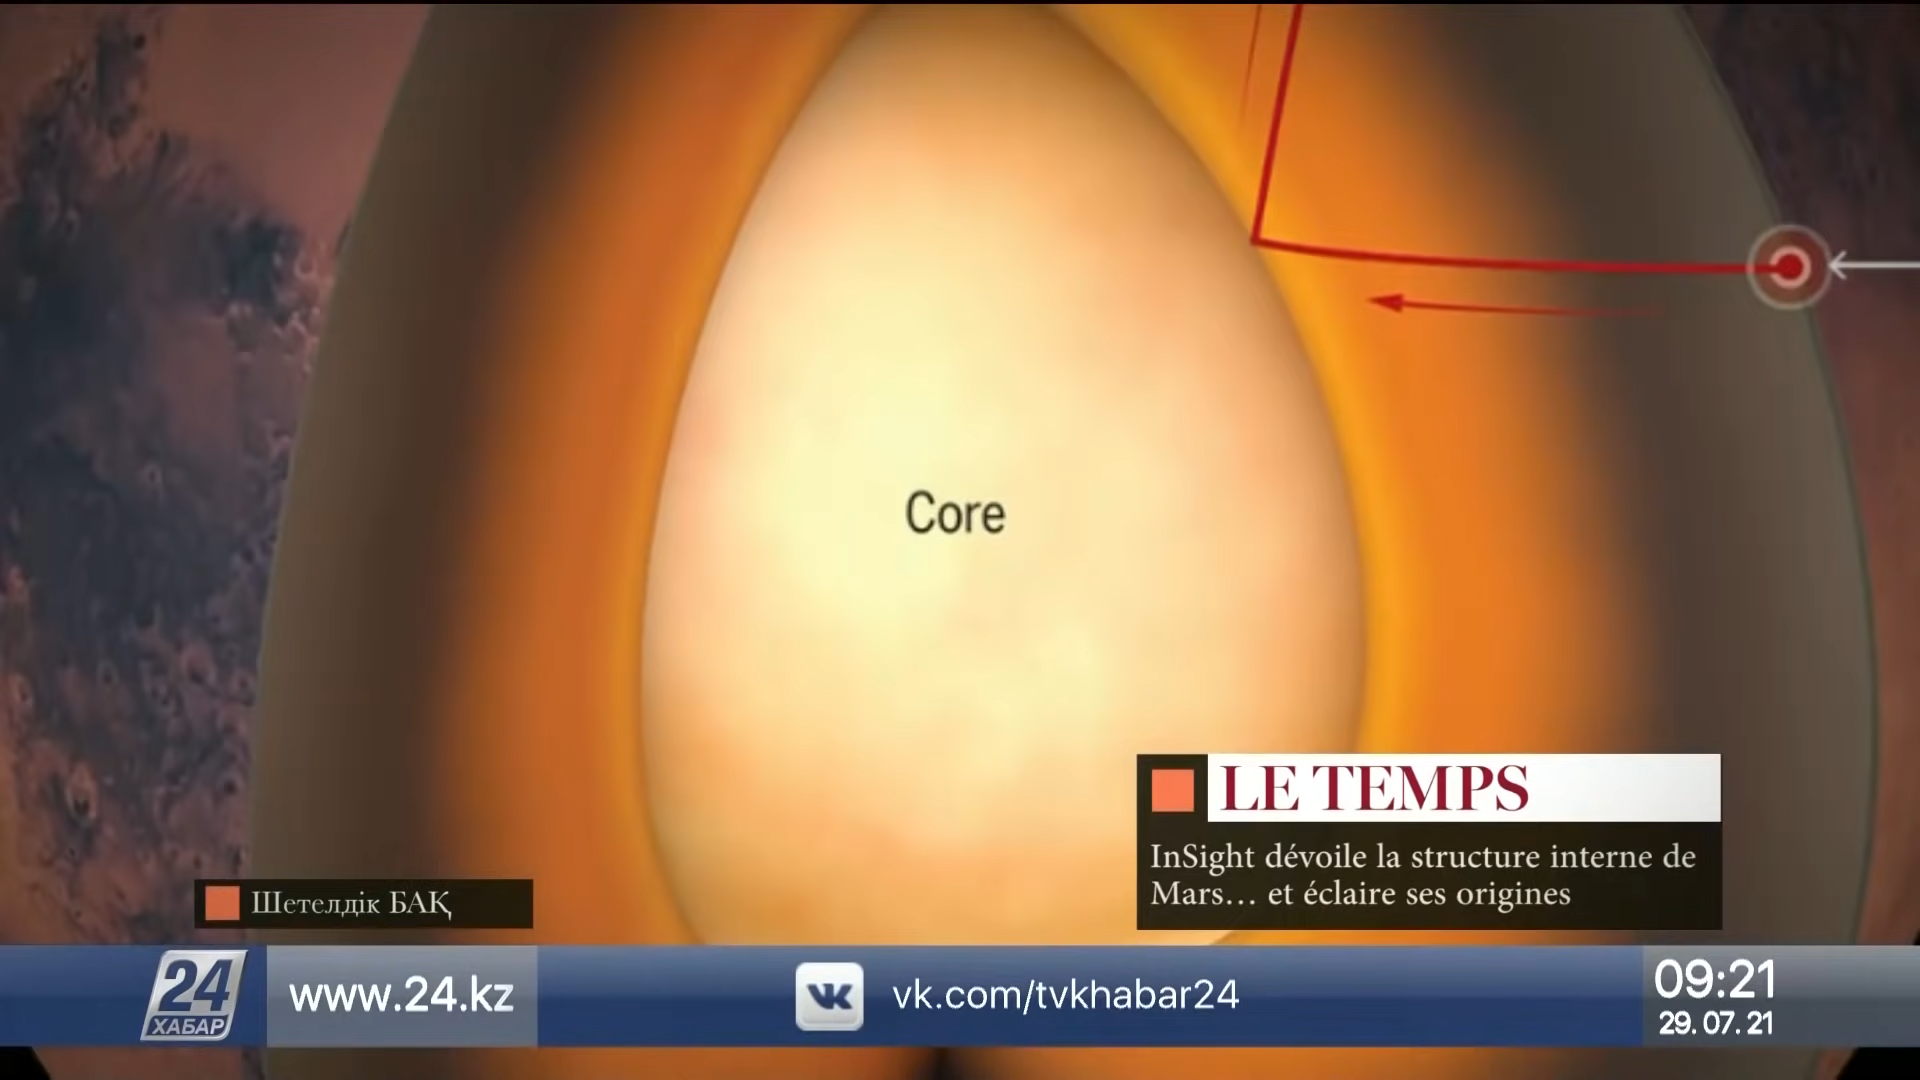 Core
LE TEMPS
InSight dévoile la structure interne de
Mars... et éclaire ses origines
Шетелдік БАҚ
24
ХАБАР
www.24.kz
vk.com/tvkhabar24
09:21
29. 07. 21